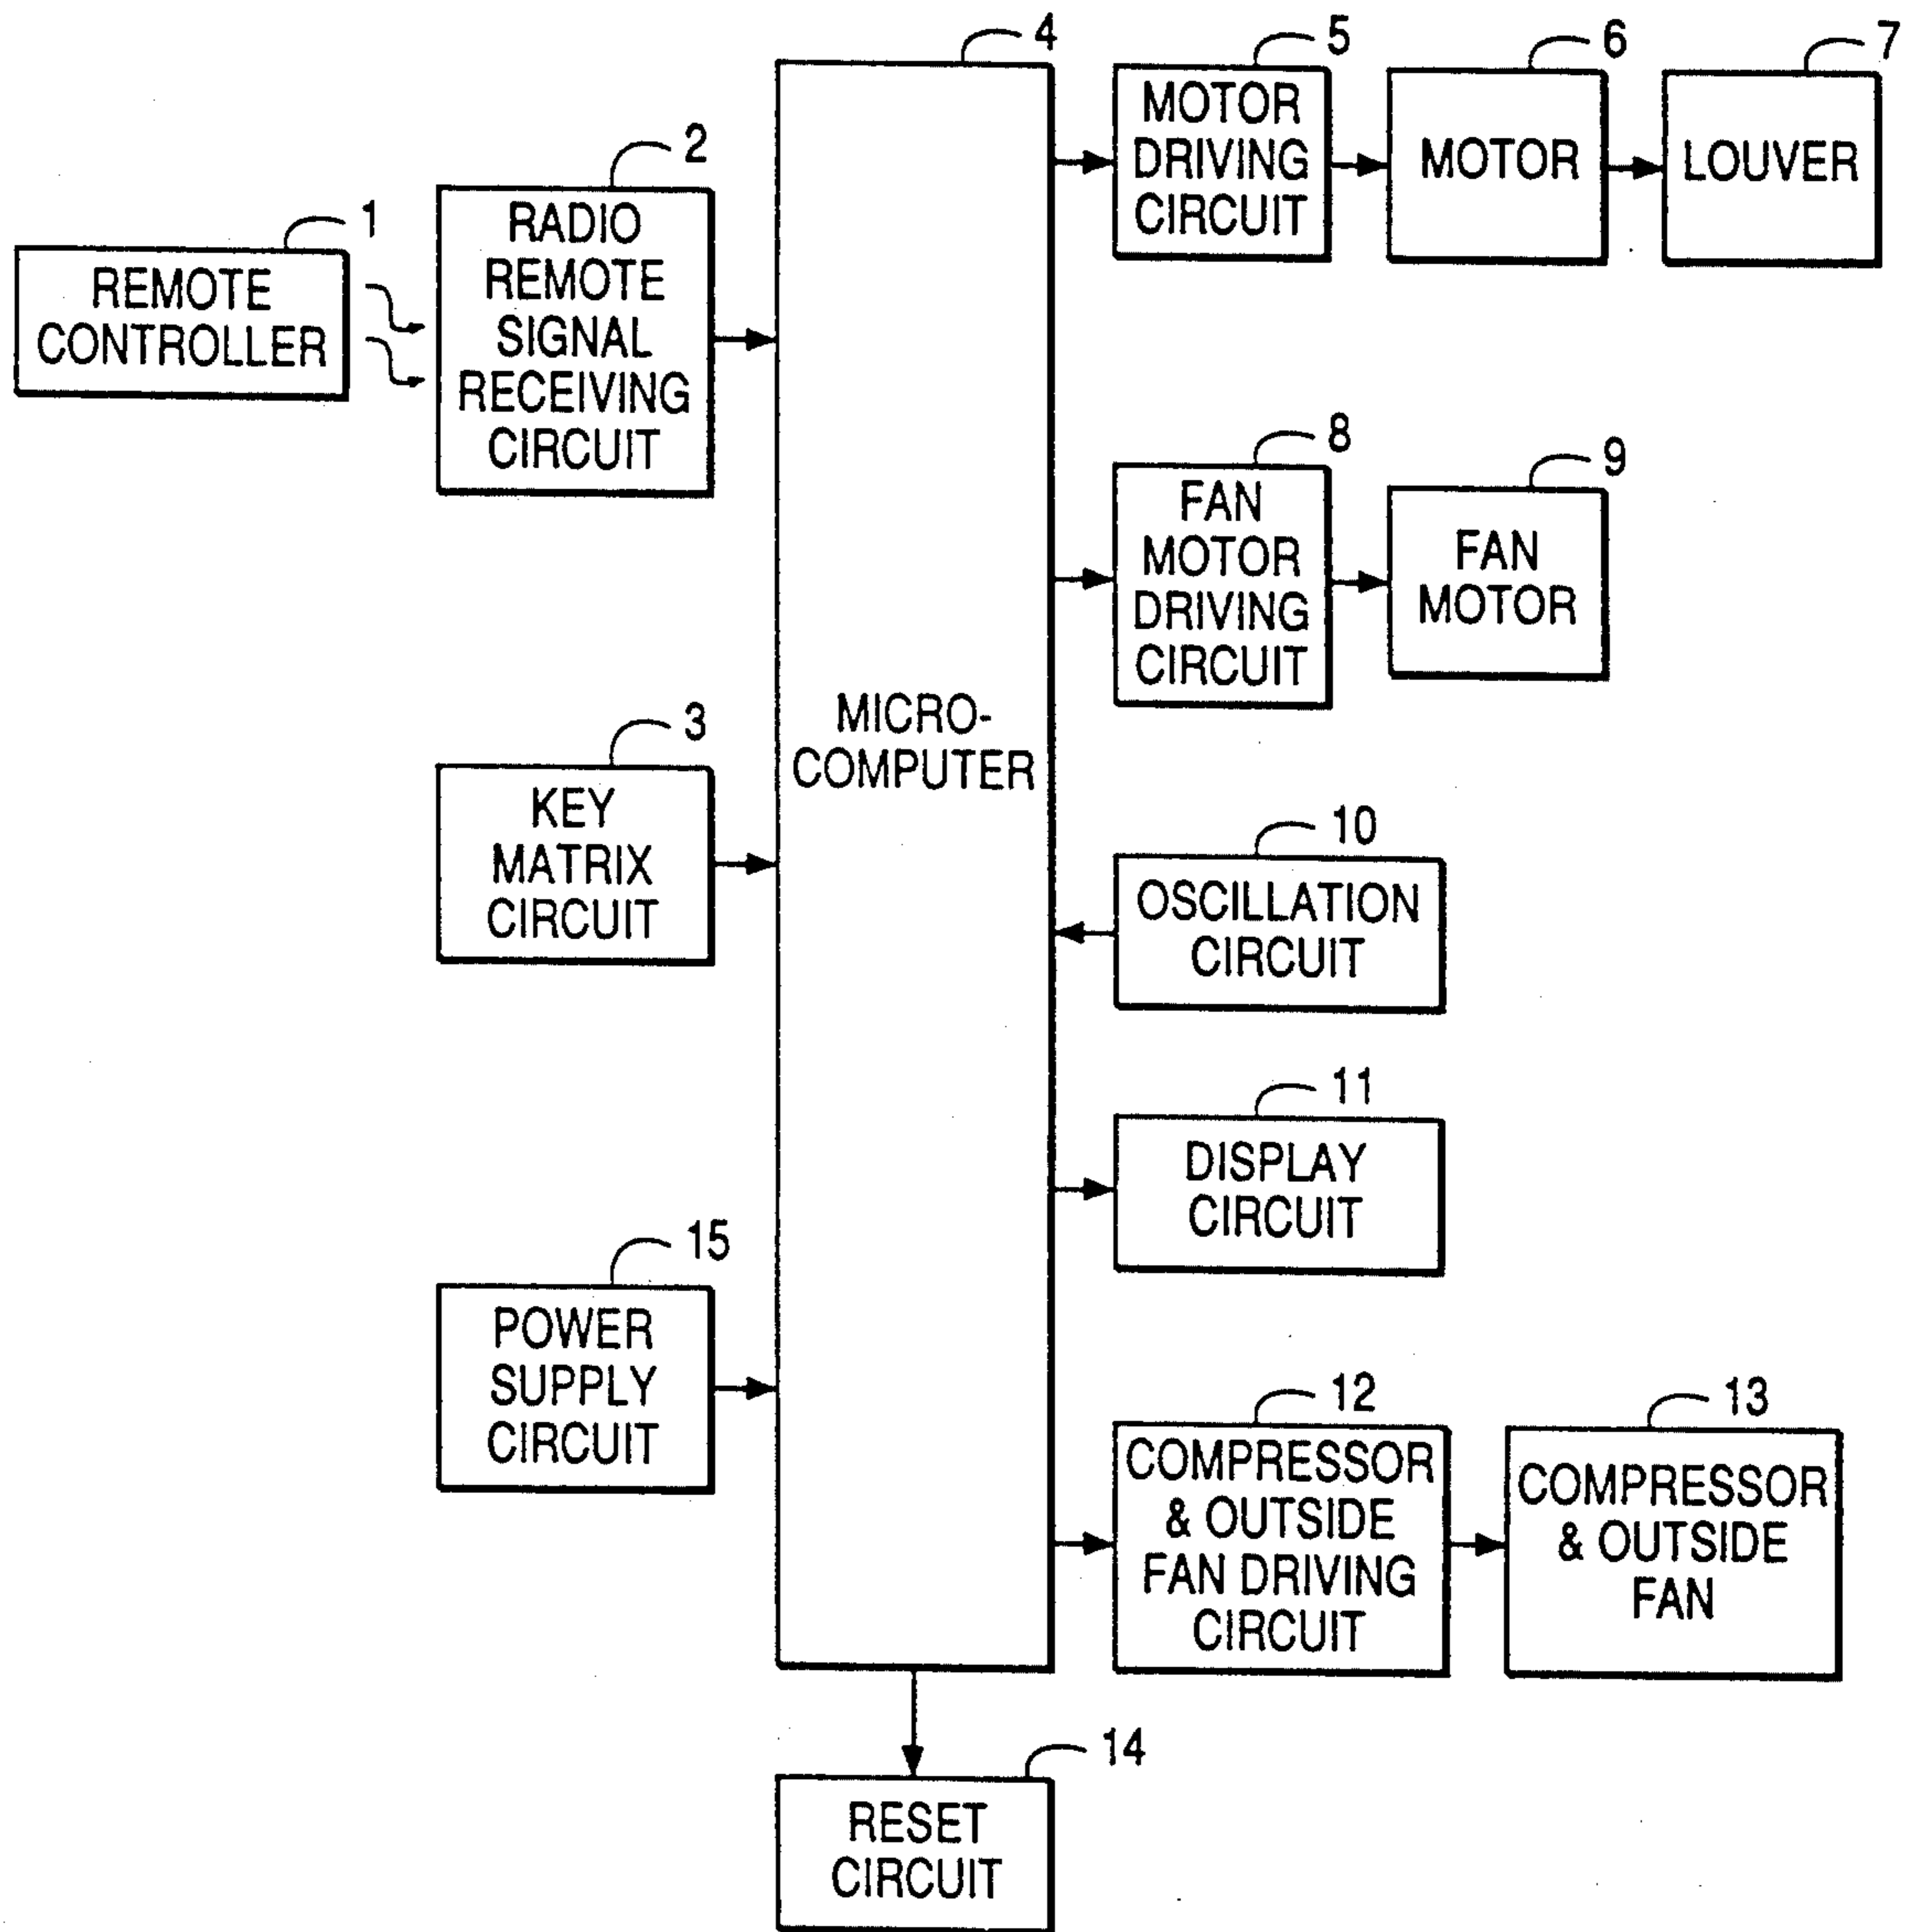 1
REMOTE
CONTROLLER
2
RADIO
REMOTE
SIGNAL
RECEIVING
CIRCUIT
3
KEY
MATRIX
CIRCUIT
15
POWER
SUPPLY
CIRCUIT
4
MICRO-
COMPUTER
5
MOTOR
DRIVING
CIRCUIT
6
MOTOR
7
LOUVER
8
FAN
MOTOR
DRIVING
CIRCUIT
9
FAN
MOTOR
10
OSCILLATION
CIRCUIT
11
DISPLAY
CIRCUIT
12
COMPRESSOR
& OUTSIDE
FAN DRIVING
CIRCUIT
13
COMPRESSOR
& OUTSIDE
FAN
14
RESET
CIRCUIT